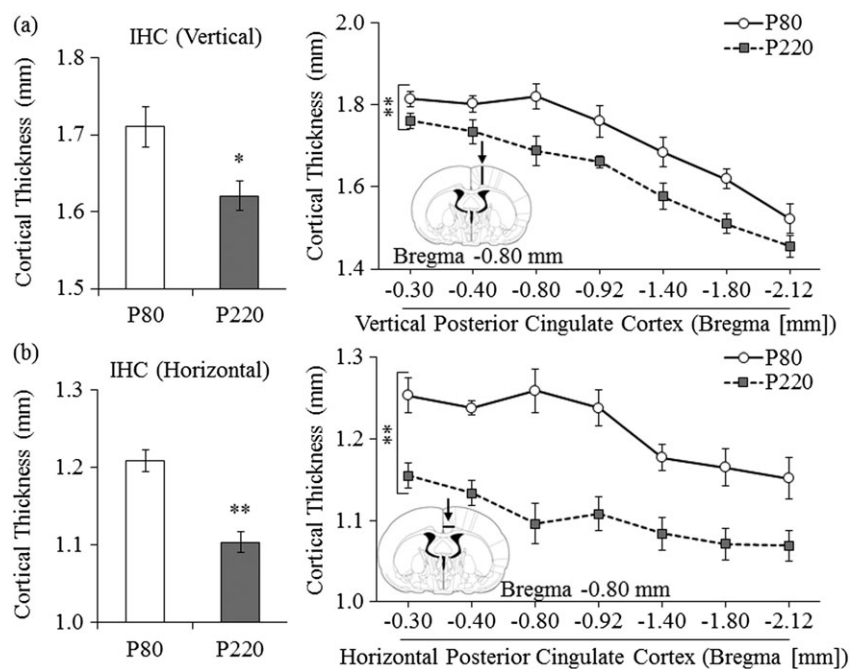 (a)
IHC (Vertical)
Cortical Thickness (mm)
1.8
1.7
1.6
1.5
*
P80
P220
Cortical Thickness (mm)
2.0
1.8
1.6
1.4
**
P80
P220
Bregma -0.80 mm
-0.30 -0.40 -0.80 -0.92 -1.40 -1.80 -2.12
Vertical Posterior Cingulate Cortex (Bregma [mm])
(b)
IHC (Horizontal)
Cortical Thickness (mm)
1.3
1.2
1.1
1.0
**
P80
P220
Cortical Thickness (mm)
1.3
1.2
1.1
1.0
**
P80
P220
Bregma -0.80 mm
-0.30 -0.40 -0.80 -0.92 -1.40 -1.80 -2.12
Horizontal Posterior Cingulate Cortex (Bregma [mm])